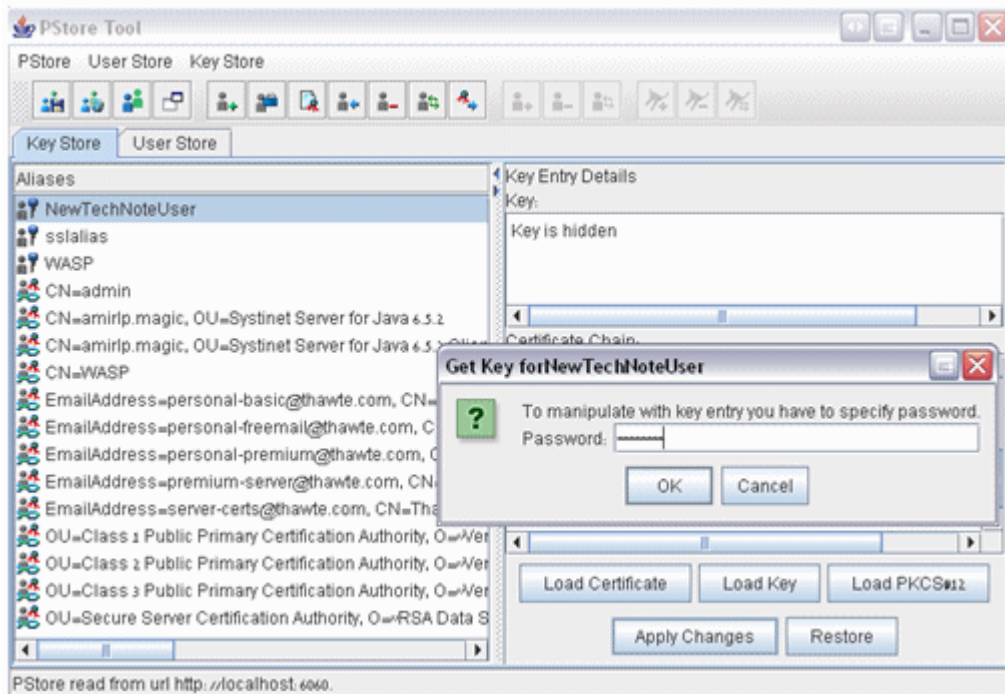 PStore Tool
PStore User Store Key Store
Key Store User Store
Aliases
NewTechNoteUser
sslalias
WASP
CN=admin
CN=amirlp.magic, OU=Systinet Server for Java 6.5.2
CN=amirlp.magic, OU=Systinet Server for Java 6.5.2
CN=WASP
EmailAddress=personal-basic@thawte.com, CN=
EmailAddress=personal-freemail@thawte.com, C
EmailAddress=personal-premium@thawte.com, C
EmailAddress=premium-server@thawte.com, CN=
EmailAddress=server-certs@thawte.com, CN=Tha
OU=Class 1 Public Primary Certification Authority, O=Ver
OU=Class 2 Public Primary Certification Authority, O=Ver
OU=Class 3 Public Primary Certification Authority, O=Ver
OU=Secure Server Certification Authority, O=RSA Data S
Key Entry Details
Key:
Key is hidden
Certificate Chain:
Get Key forNewTechNoteUser
To manipulate with key entry you have to specify password.
Password:
OK Cancel
Load Certificate Load Key Load PKCS#12
Apply Changes Restore
PStore read from url http://localhost:6060.